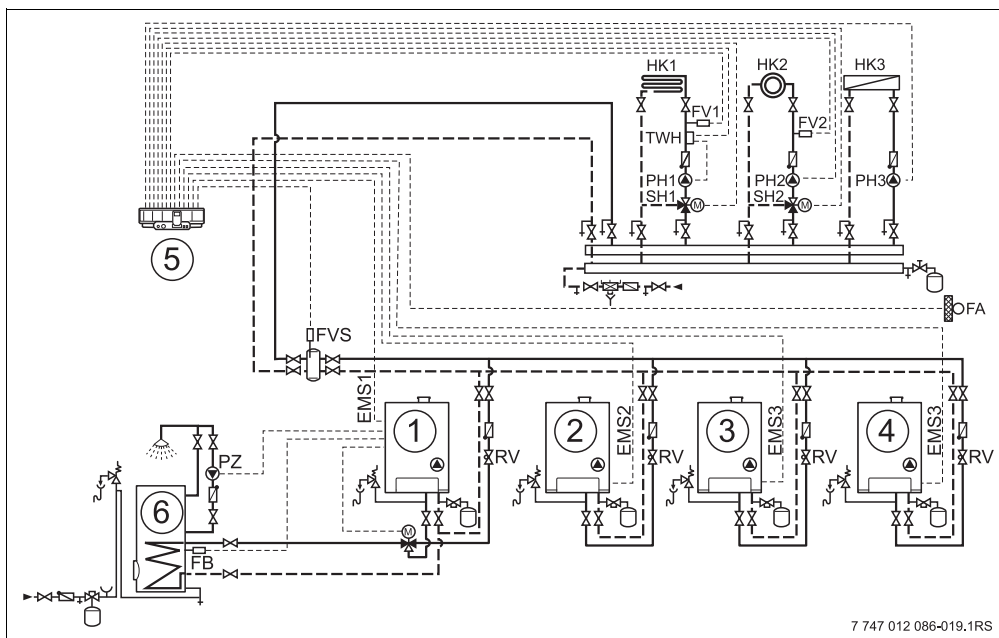 HK1
HK2
HK3
FV1
TWH
FV2
PH1
PH2
PH3
SH1
M
SH2
M
5
FA
FVS
EMS1
1
2
EMS2
3
EMS3
4
EMS3
RV
RV
RV
RV
PZ
6
M
FB
7 747 012 086-019.1RS